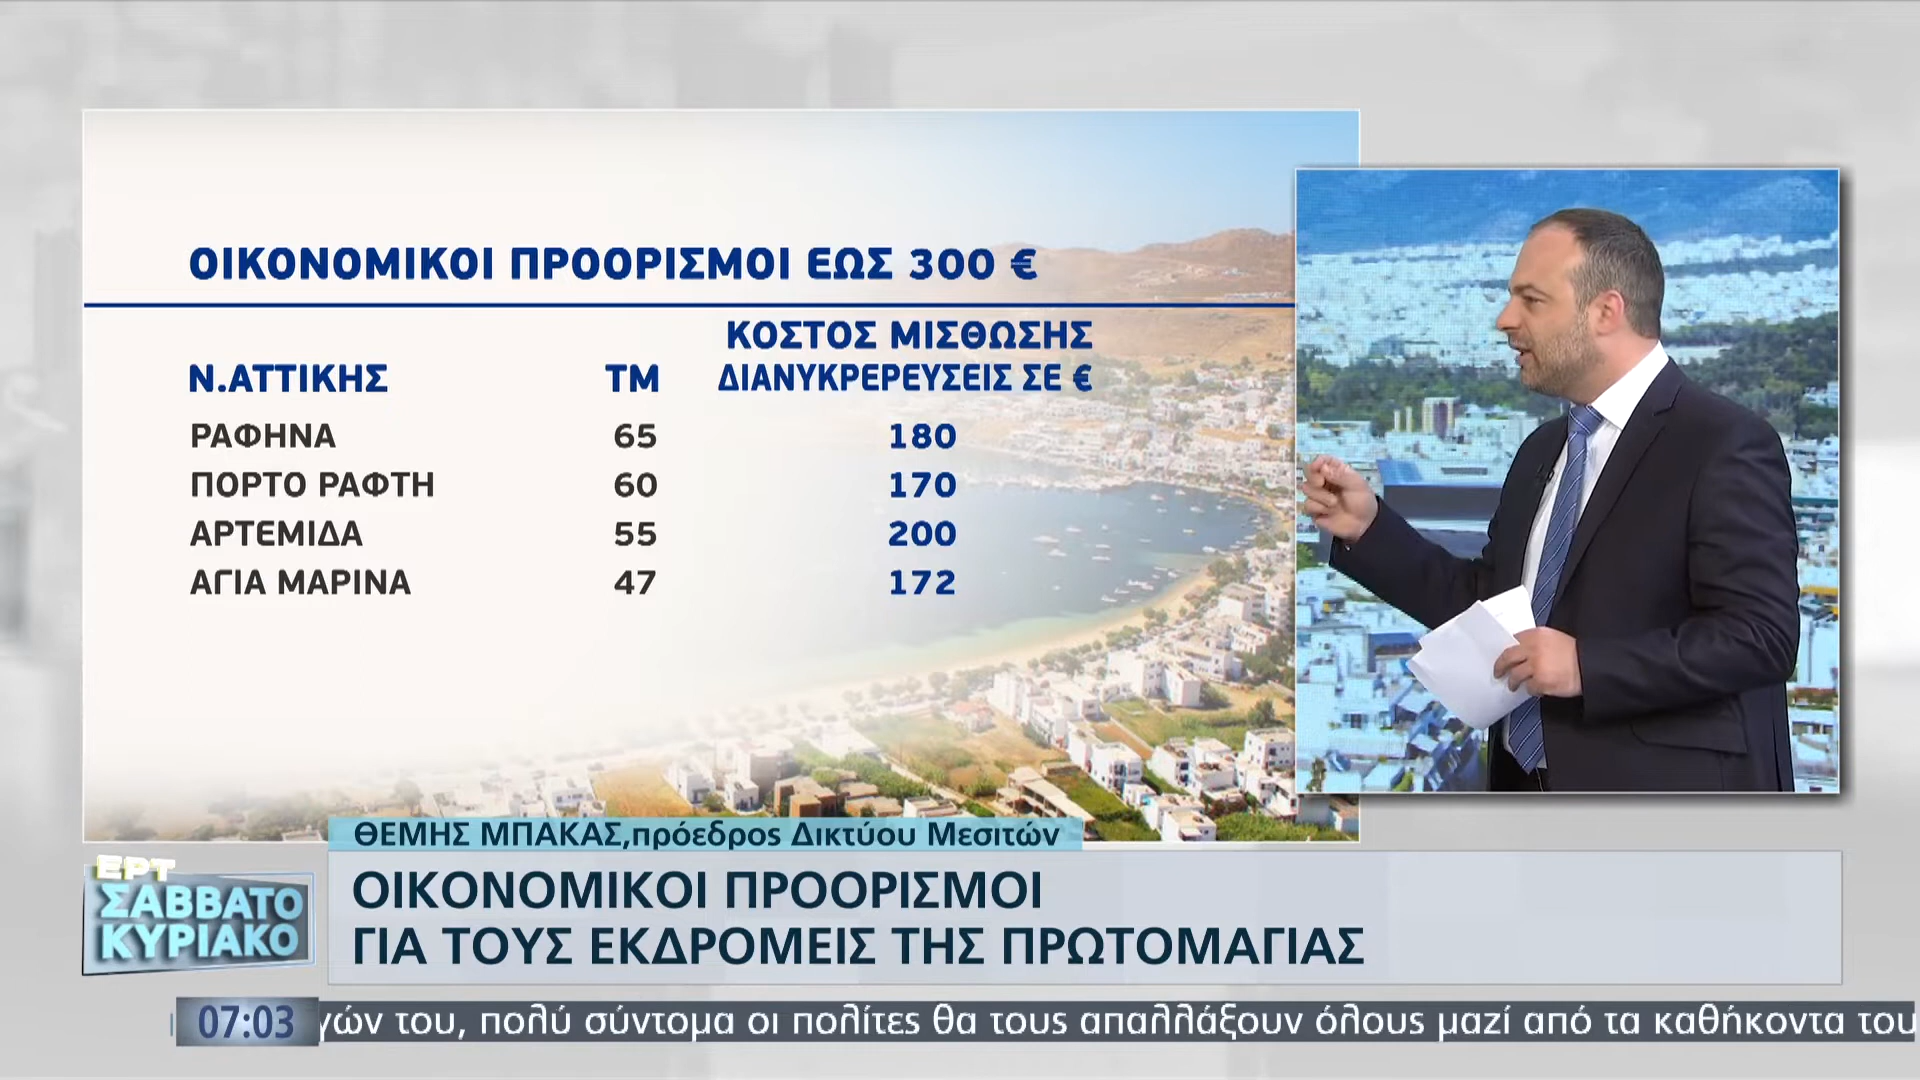 ΟΙΚΟΝΟΜΙΚΟΙ ΠΡΟΟΡΙΣΜΟΙ ΕΩΣ 300 €
ΚΟΣΤΟΣ ΜΙΣΘΩΣΗΣ
Ν.ΑΤΤΙΚΗΣ ΤΜ ΔΙΑΝΥΚΡΕΡΕΥΣΕΙΣ ΣΕ €
ΡΑΦΗΝΑ 65 180
ΠΟΡΤΟ ΡΑΦΤΗ 60 170
ΑΡΤΕΜΙΔΑ 55 200
ΑΓΙΑ ΜΑΡΙΝΑ 47 172
ΘΕΜΗΣ ΜΠΑΚΑΣ,πρόεδρος Δικτύου Μεσιτών
ΕΡΤ
ΣΑΒΒΑΤΟ
ΚΥΡΙΑΚΟ
ΟΙΚΟΝΟΜΙΚΟΙ ΠΡΟΟΡΙΣΜΟΙ
ΓΙΑ ΤΟΥΣ ΕΚΔΡΟΜΕΙΣ ΤΗΣ ΠΡΩΤΟΜΑΓΙΑΣ
07:03 γών του, πολύ σύντομα οι πολίτες θα τους απαλλάξουν όλους μαζί από τα καθήκοντα του